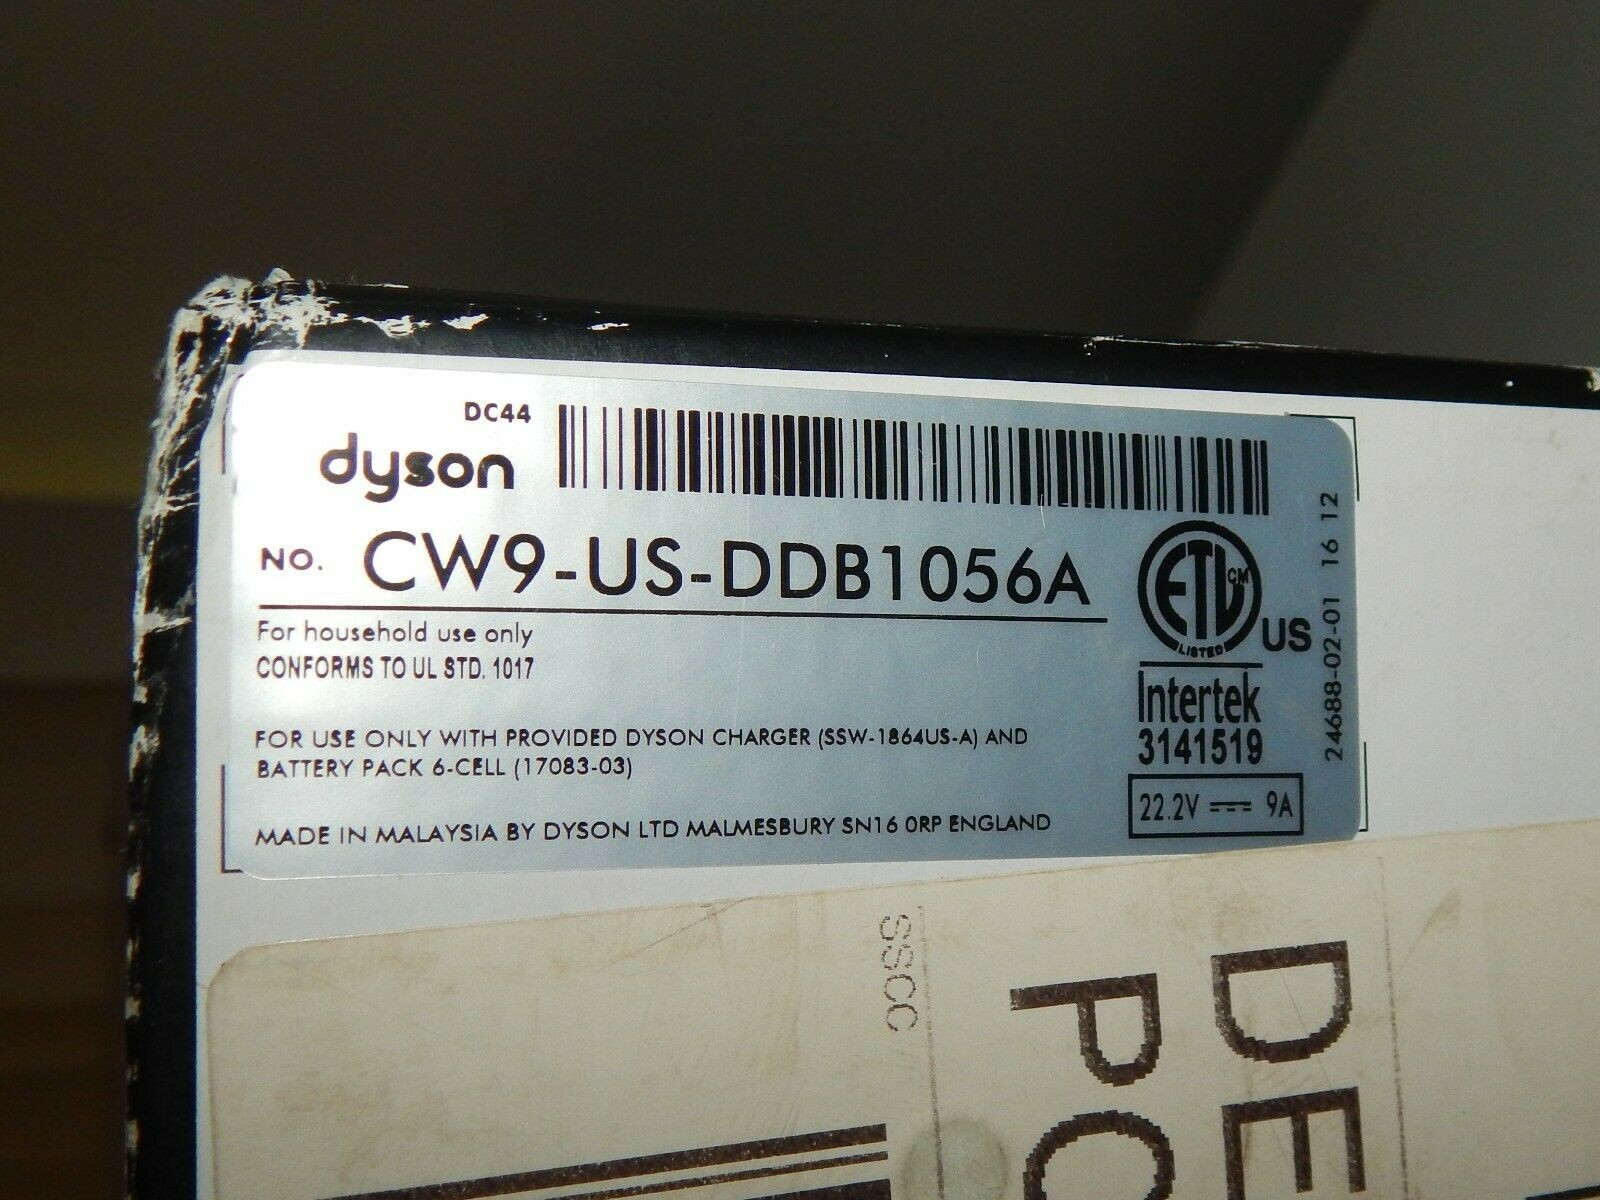 DC44
dyson
NO. CW9-US-DDB1056A
For household use only
CONFORMS TO UL STD. 1017
FOR USE ONLY WITH PROVIDED DYSON CHARGER (SSW-1864US-A) AND
BATTERY PACK 6-CELL (17083-03)
MADE IN MALAYSIA BY DYSON LTD MALMESBURY SN16 0RP ENGLAND
ETL CM
LISTED
US
Intertek
3141519
22.2V 9A
24688-02-01 16 12
SSCC
DE
PO